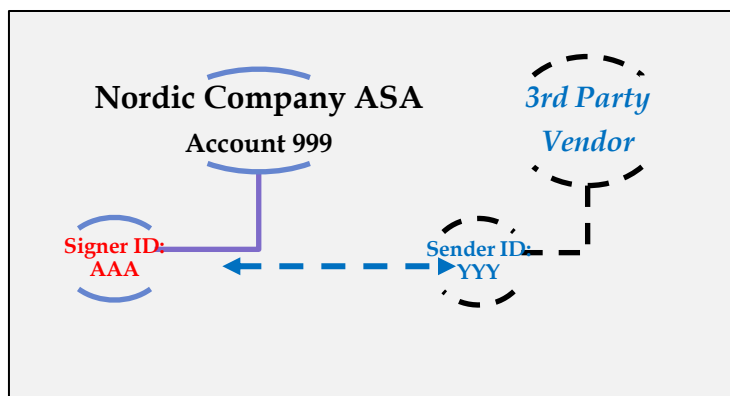 Nordic Company ASA
Account 999
3rd Party
Vendor
Signer ID:
AAA
Sender ID:
YYY